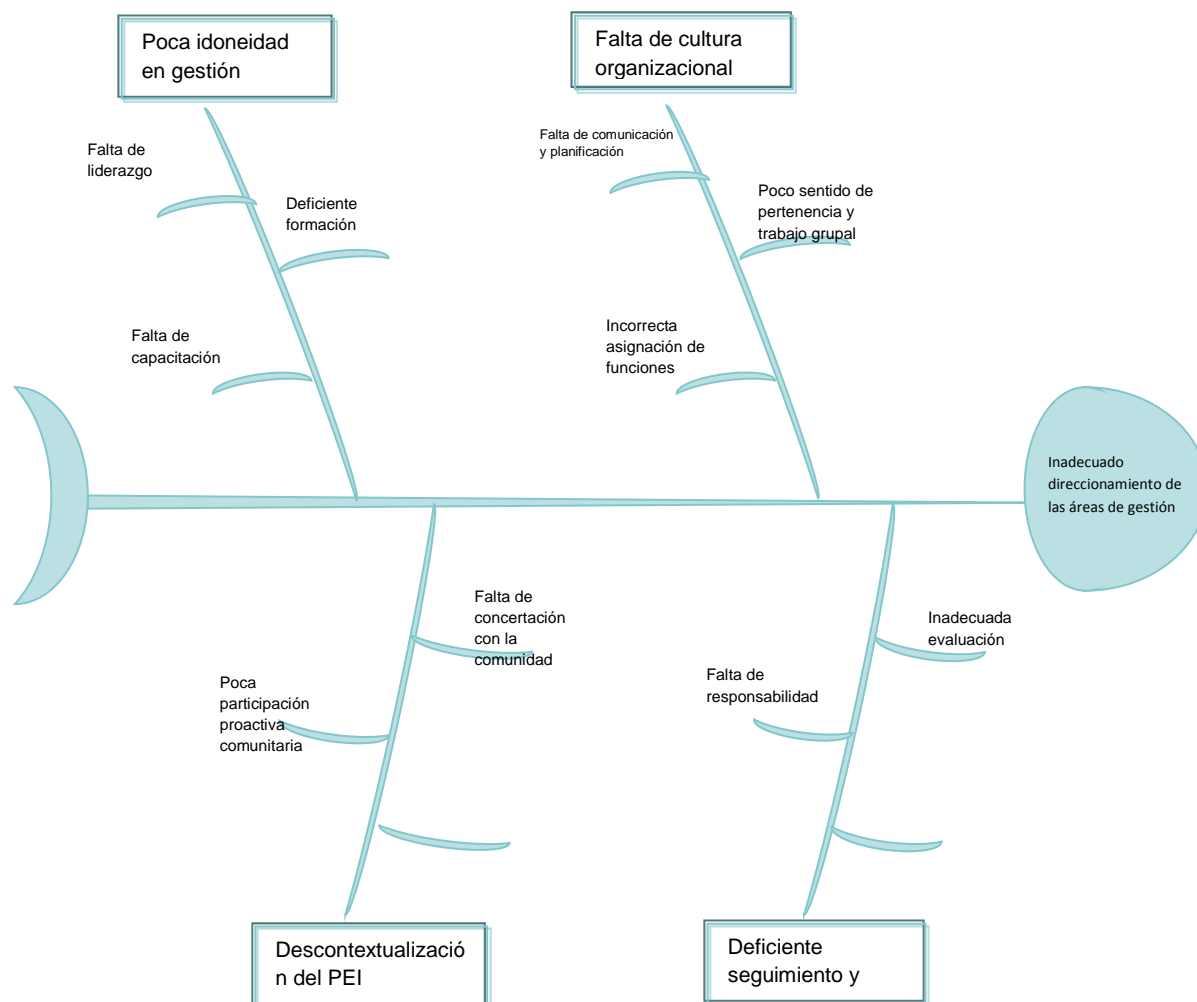 Poca idoneidad
en gestión
Falta de cultura
organizacional
Falta de
liderazgo
Deficiente
formación
Falta de
capacitación
Falta de comunicación
y planificación
Poco sentido de
pertenencia y
trabajo grupal
Incorrecta
asignación de
funciones
Inadecuado
direccionamiento de
las áreas de gestión
Falta de
concertación
con la
comunidad
Poca
participación
proactiva
comunitaria
Inadecuada
evaluación
Falta de
responsabilidad
Descontextualizació
n del PEI
Deficiente
seguimiento y